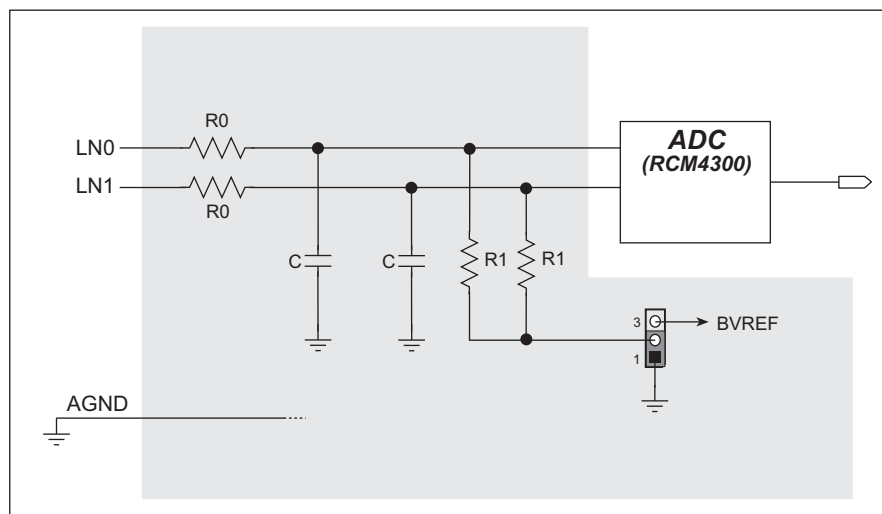 R0
LN0
ADC
(RCM4300)
LN1
R0
C
C
R1
R1
3
BVREF
1
AGND